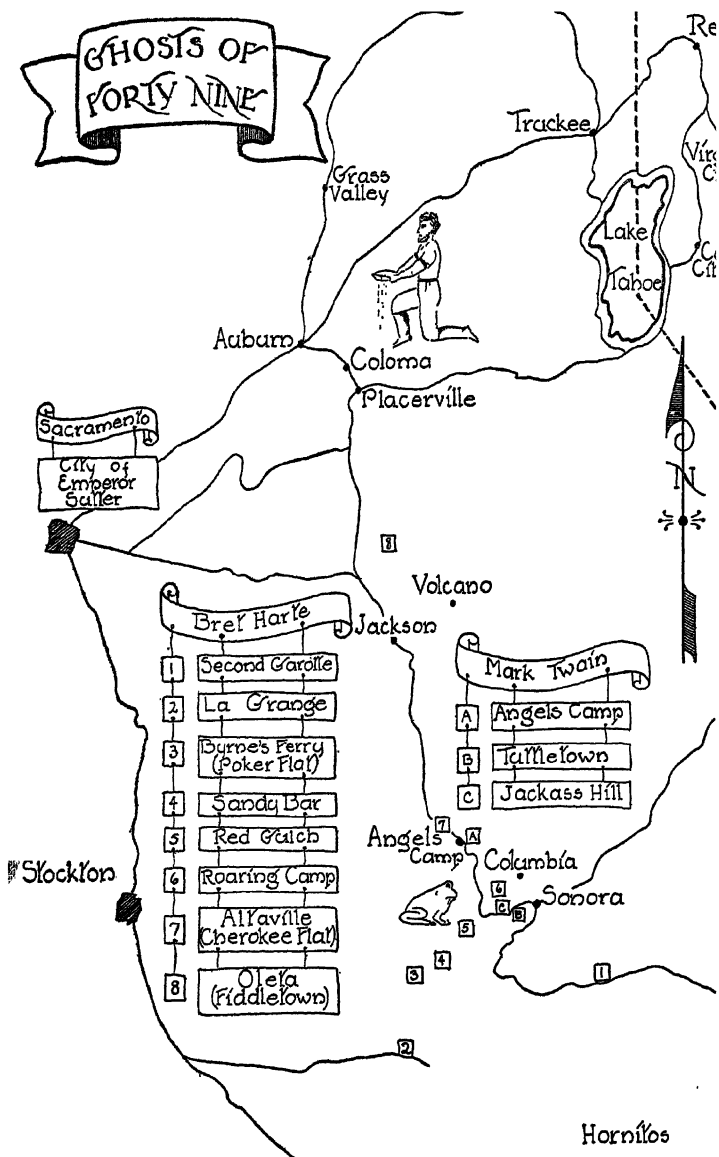 GHOSTS OF
FORTY NINE
Truckee
Grass
Valley
Lake
Tahoe
Auburn
Coloma
Placerville
Sacramento
City of
Emperor
Sutter
N
8
Volcano
Jackson
Bret Harte
1 Second Garotte
2 La Grange
3 Byrne's Ferry
(Poker Flat)
4 Sandy Bar
5 Red Gulch
6 Roaring Camp
7 Altaville
(Cherokee Flat)
8 Oleta
(Fiddletown)
Mark Twain
A Angels Camp
B Tuttletown
C Jackass Hill
7
A
Angels
Camp
Columbia
6
C
B
Sonora
Stockton
5
4
3
1
2
Hornitos